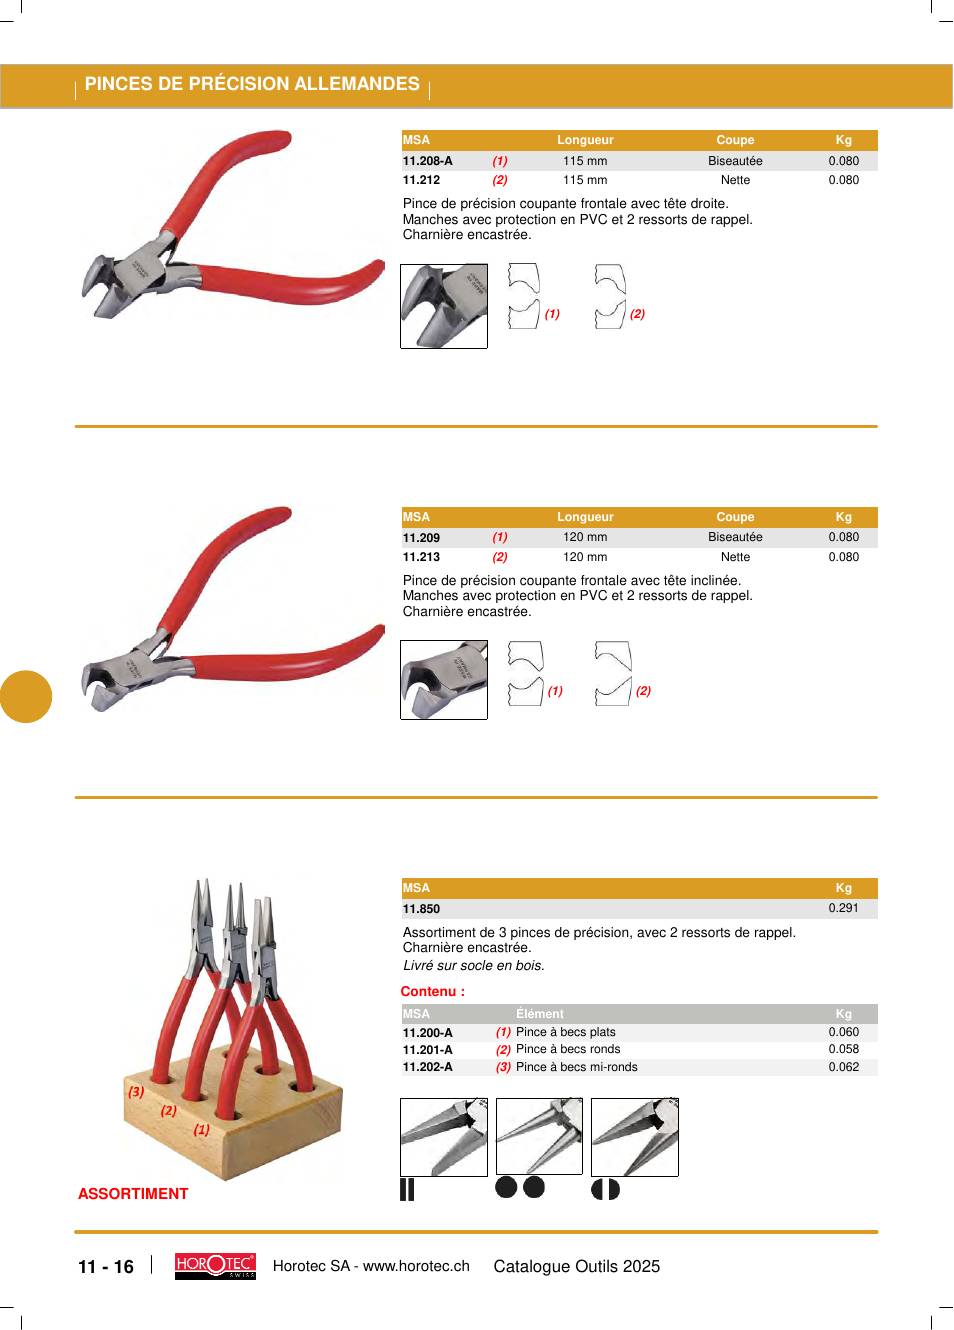 PINCES DE PRÉCISION ALLEMANDES
MSA Longueur Coupe Kg
11.208-A (1) 115 mm Biseautée 0.080
11.212 (2) 115 mm Nette 0.080
Pince de précision coupante frontale avec tête droite.
Manches avec protection en PVC et 2 ressorts de rappel.
Charnière encastrée.
(1) (2)
MSA Longueur Coupe Kg
11.209 (1) 120 mm Biseautée 0.080
11.213 (2) 120 mm Nette 0.080
Pince de précision coupante frontale avec tête inclinée.
Manches avec protection en PVC et 2 ressorts de rappel.
Charnière encastrée.
(1) (2)
MSA Kg
11.850 0.291
Assortiment de 3 pinces de précision, avec 2 ressorts de rappel.
Charnière encastrée.
Livré sur socle en bois.
Contenu :
MSA Élément Kg
11.200-A (1) Pince à becs plats 0.060
11.201-A (2) Pince à becs ronds 0.058
11.202-A (3) Pince à becs mi-ronds 0.062
(3)
(2)
(1)
ASSORTIMENT
11 - 16
HOROTEC®
SWISS
Horotec SA - www.horotec.ch Catalogue Outils 2025